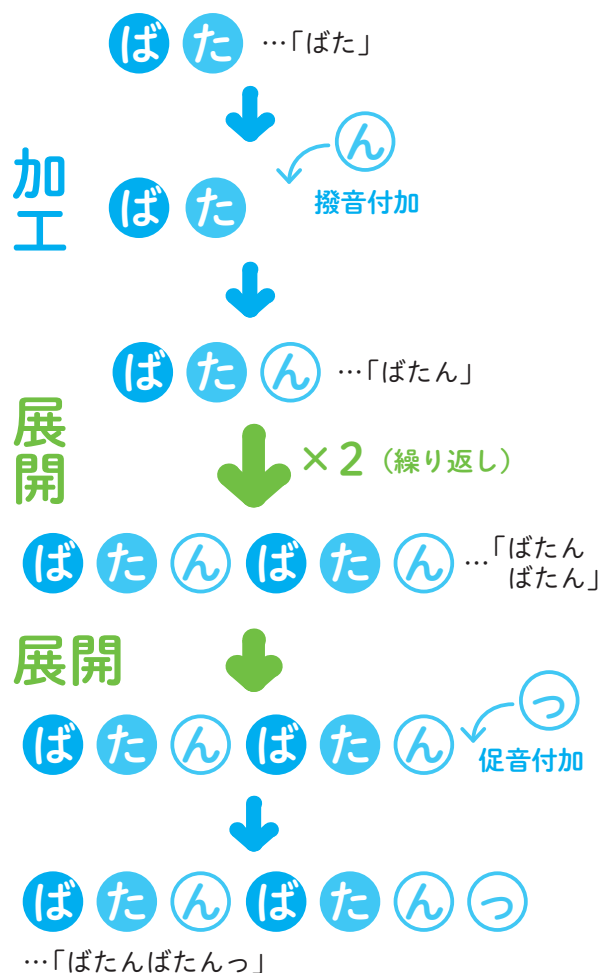 ばた …「ばた」
ん
加工
ばた
撥音付加
ばたん …「ばたん」
展開
×2（繰り返し）
ばたんばたん …「ばたん
ばたん」
展開
っ
ばたんばたん
促音付加
ばたんばたんっ
…「ばたんばたんっ」